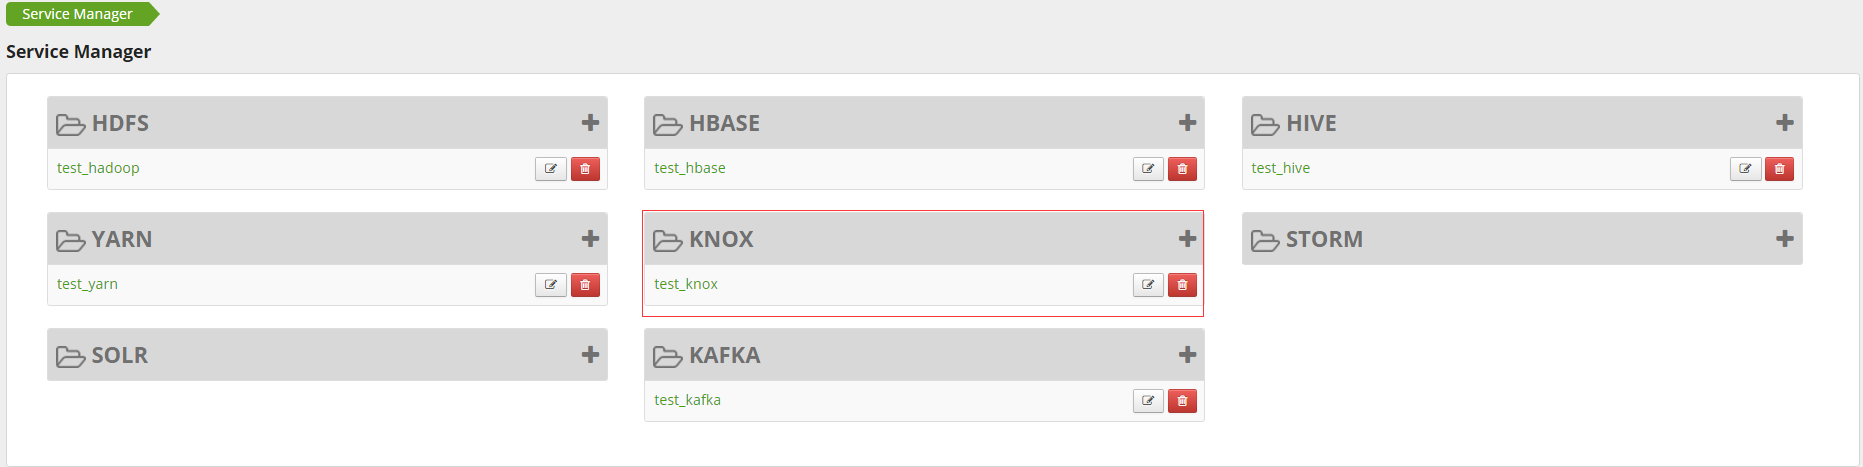 Service Manager
Service Manager
HDFS
HBASE
HIVE
test_hadoop
test_hbase
test_hive
YARN
KNOX
STORM
test_yarn
test_knox
SOLR
KAFKA
test_kafka